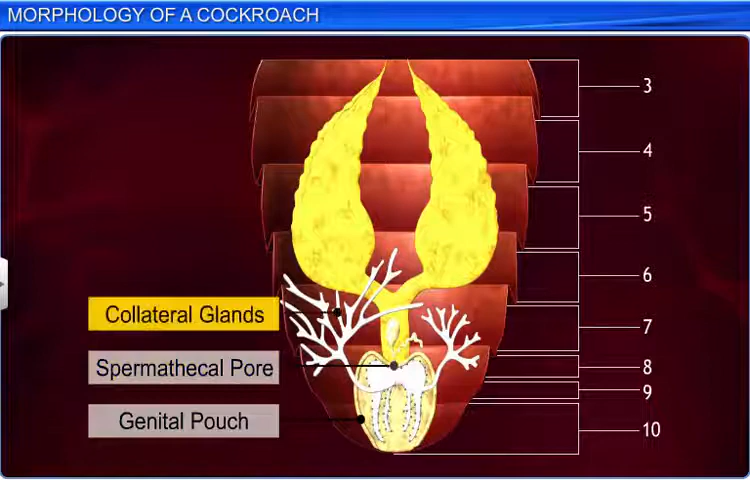 MORPHOLOGY OF A COCKROACH
3
4
5
6
Collateral Glands
7
Spermathecal Pore
8
9
Genital Pouch
10